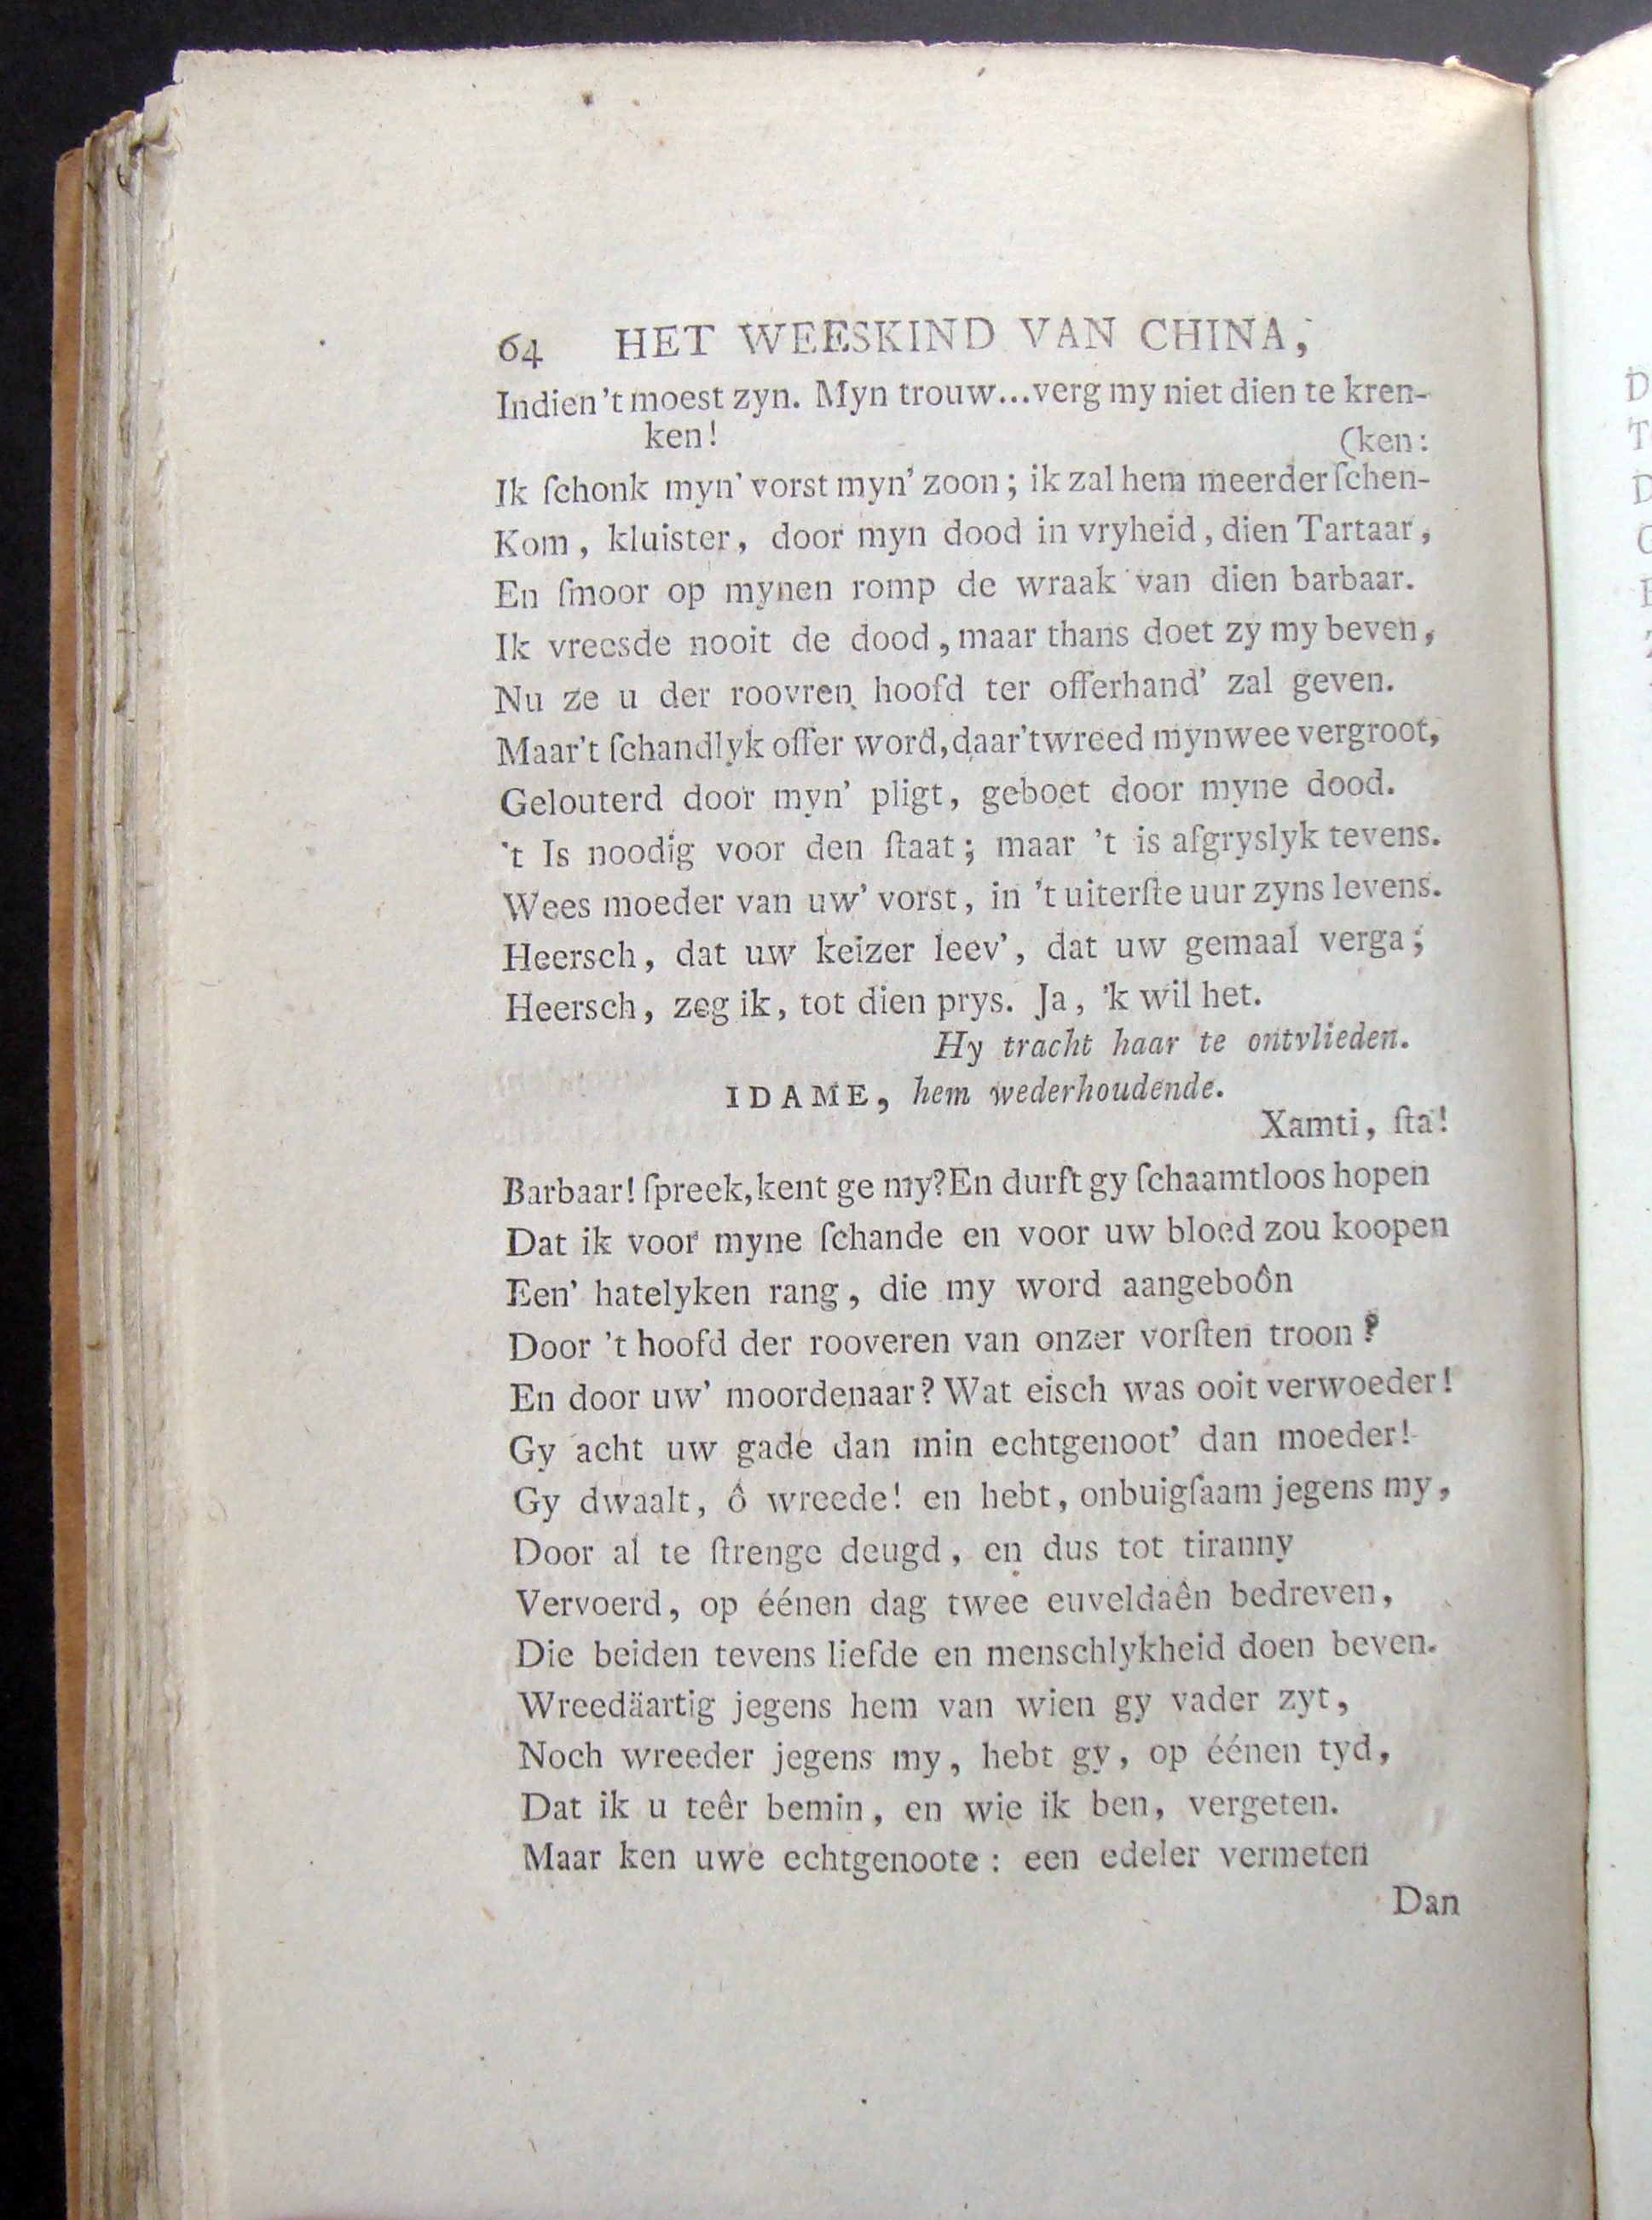 64 HET WEESKIND VAN CHINA,
Indien 't moest zyn. Myn trouw...verg my niet dien te kren-
ken! (ken:
Ik ſchonk myn' vorst myn' zoon; ik zal hem meerder ſchen-
Kom, kluister, door myn dood in vryheid, dien Tartaar,
En ſmoor op mynen romp de wraak van dien barbaar.
Ik vreesde nooit de dood, maar thans doet zy my beven,
Nu ze u der roovren hoofd ter offerhand' zal geven.
Maar 't ſchandlyk offer word, daar 't wreed myn wee vergroot,
Gelouterd door myn' pligt, geboet door myne dood.
't Is noodig voor den ſtaat; maar 't is afgryslyk tevens.
Wees moeder van uw' vorst, in 't uiterſte uur zyns levens.
Heersch, dat uw keizer leev', dat uw gemaal verga;
Heersch, zeg ik, tot dien prys. Ja, 'k wil het.
Hy tracht haar te ontvlieden.
IDAME, hem wederhoudende.
Xamti, ſta!
Barbaar! ſpreek, kent ge my? En durft gy ſchaamtloos hopen
Dat ik voor myne ſchande en voor uw bloed zou koopen
Een' hatelyken rang, die my word aangeboôn
Door 't hoofd der rooveren van onzer vorſten troon?
En door uw' moordenaar? Wat eisch was ooit verwoeder!
Gy acht uw gade dan min echtgenoot' dan moeder!
Gy dwaalt, ô wreede! en hebt, onbuigſaam jegens my,
Door al te ſtrenge deugd, en dus tot tiranny
Vervoerd, op éénen dag twee euveldaên bedreven,
Die beiden tevens liefde en menschlykheid doen beven.
Wreedäartig jegens hem van wien gy vader zyt,
Noch wreeder jegens my, hebt gy, op éénen tyd,
Dat ik u teêr bemin, en wie ik ben, vergeten.
Maar ken uwe echtgenoote: een edeler vermeten
Dan